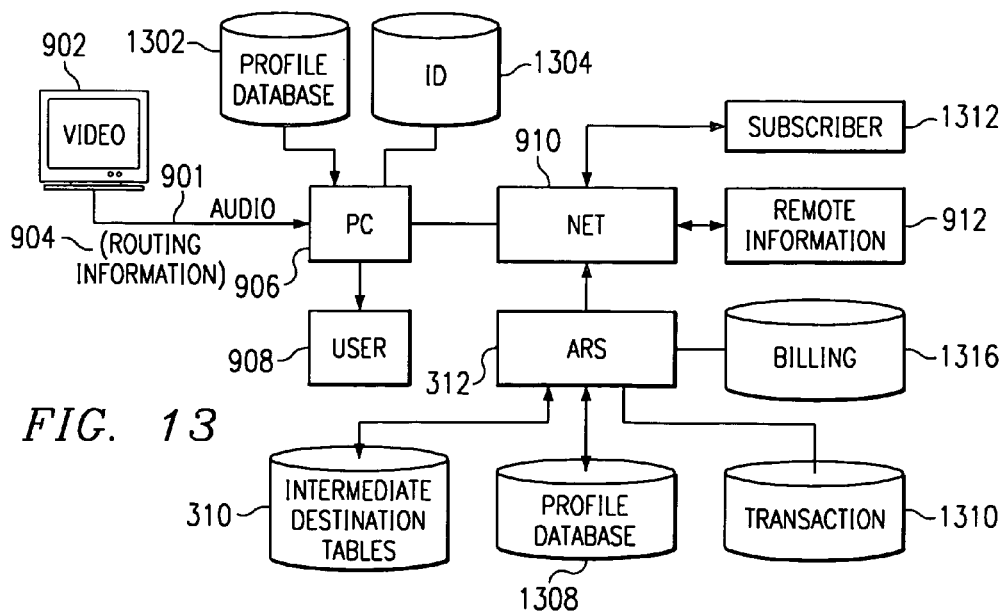 902
1302
PROFILE
DATABASE
ID
1304
VIDEO
901
AUDIO
904
(ROUTING
INFORMATION)
PC
906
910
NET
SUBSCRIBER
1312
REMOTE
INFORMATION
912
USER
908
ARS
312
BILLING
1316
FIG. 13
310
INTERMEDIATE
DESTINATION
TABLES
PROFILE
DATABASE
1308
TRANSACTION
1310